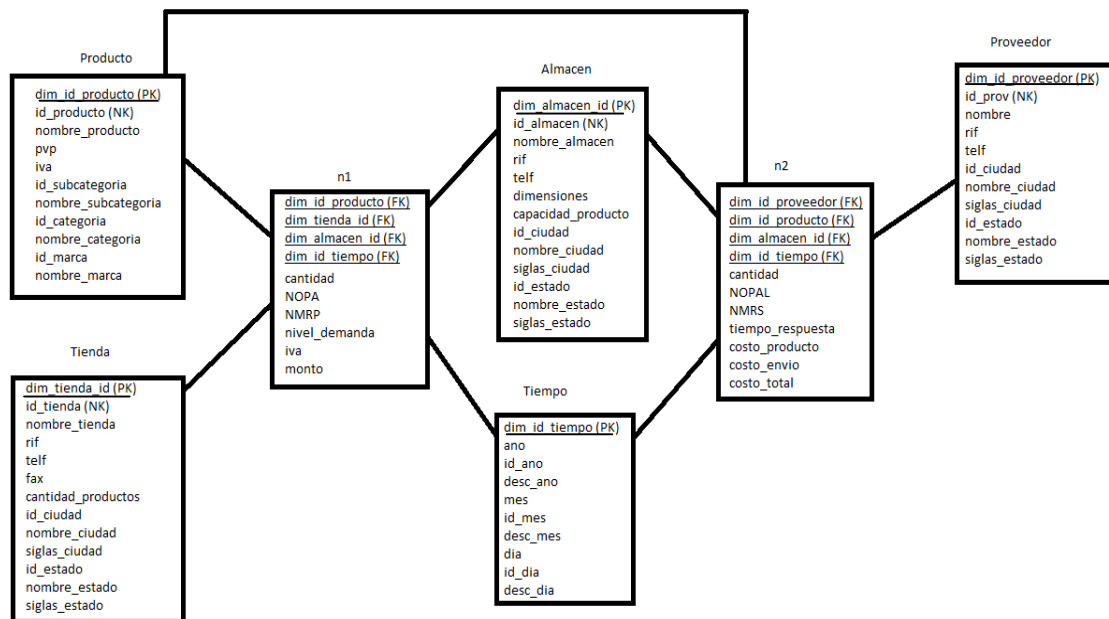 Producto
dim_id_producto (PK)
id_producto (NK)
nombre_producto
pvp
iva
id_subcategoria
nombre_subcategoria
id_categoria
nombre_categoria
id_marca
nombre_marca
Tienda
dim_tienda_id (PK)
id_tienda (NK)
nombre_tienda
rif
telf
fax
cantidad_productos
id_ciudad
nombre_ciudad
siglas_ciudad
id_estado
nombre_estado
siglas_estado
n1
dim_id_producto (FK)
dim_tienda_id (FK)
dim_almacen_id (FK)
dim_id_tiempo (FK)
cantidad
NOPA
NMRP
nivel_demanda
iva
monto
Almacen
dim_almacen_id (PK)
id_almacen (NK)
nombre_almacen
rif
telf
dimensiones
capacidad_producto
id_ciudad
nombre_ciudad
siglas_ciudad
id_estado
nombre_estado
siglas_estado
Tiempo
dim_id_tiempo (PK)
ano
id_ano
desc_ano
mes
id_mes
desc_mes
dia
id_dia
desc_dia
n2
dim_id_proveedor (FK)
dim_id_producto (FK)
dim_almacen_id (FK)
dim_id_tiempo (FK)
cantidad
NOPAL
NMRS
tiempo_respuesta
costo_producto
costo_envio
costo_total
Proveedor
dim_id_proveedor (PK)
id_prov (NK)
nombre
rif
telf
id_ciudad
nombre_ciudad
siglas_ciudad
id_estado
nombre_estado
siglas_estado